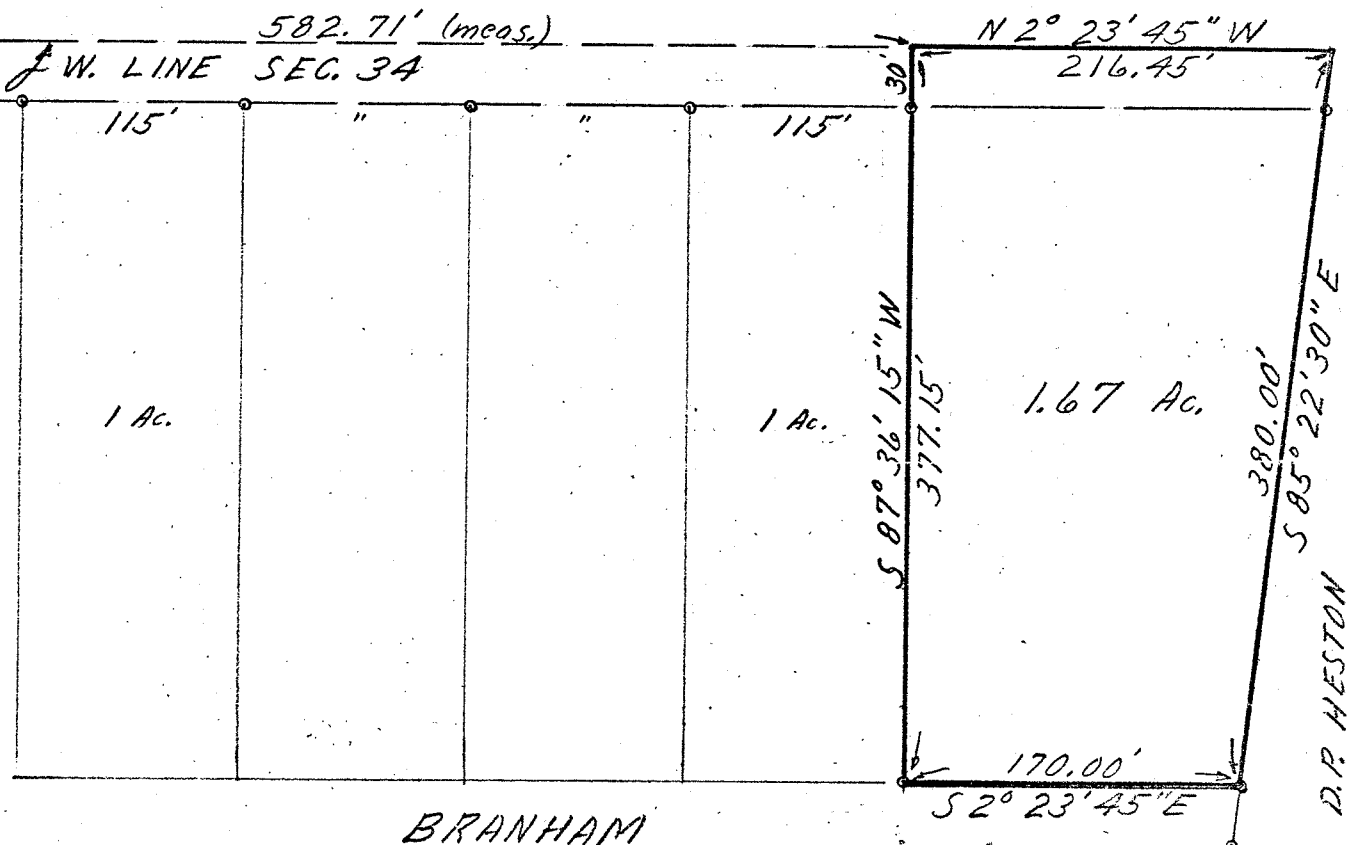 582.71' (meas.)
W. LINE SEC. 34
115' " " 115'
30'
N 2° 23' 45" W
216.45'
1 Ac.
1 Ac.
S 87° 36' 15" W
377.15'
1.67 Ac.
380.00'
S 85° 22' 30" E
D.P. HESTON
170.00'
S 2° 23' 45" E
BRANHAM